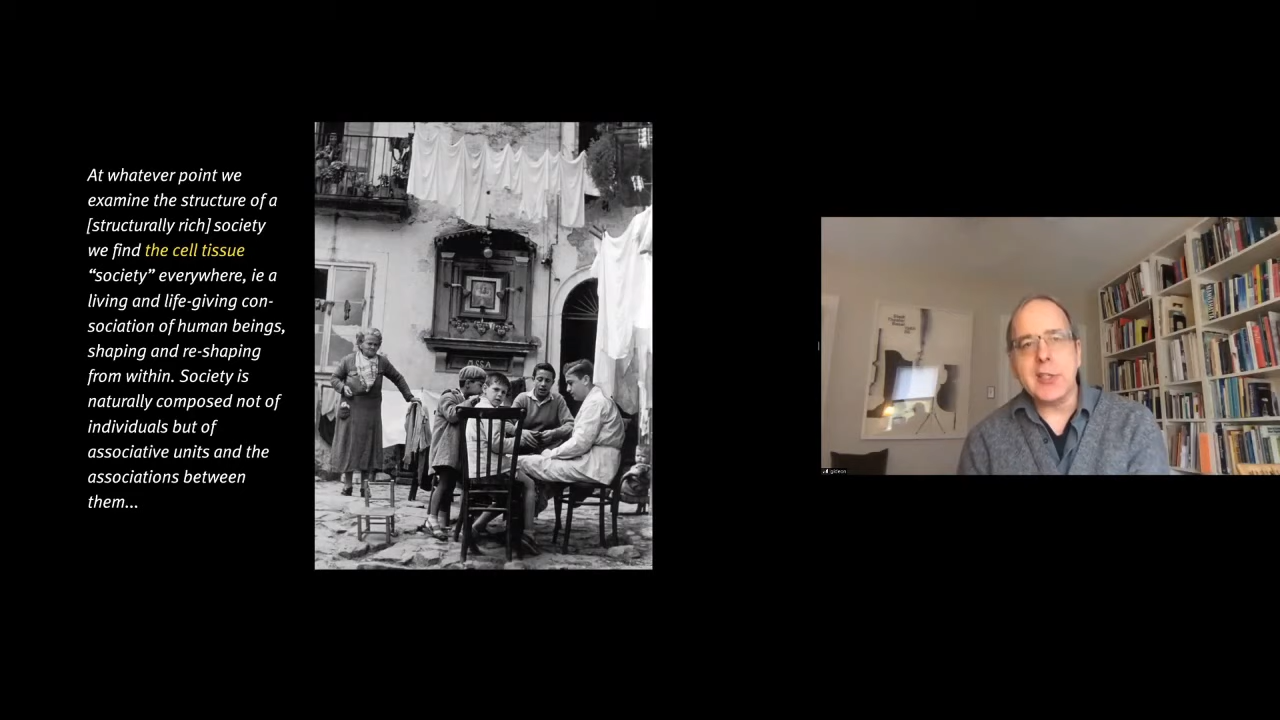 At whatever point we
examine the structure of a
[structurally rich] society
we find the cell tissue
“society” everywhere, ie a
living and life-giving con-
sociation of human beings,
shaping and re-shaping
from within. Society is
naturally composed not of
individuals but of
associative units and the
associations between
them...
gideon